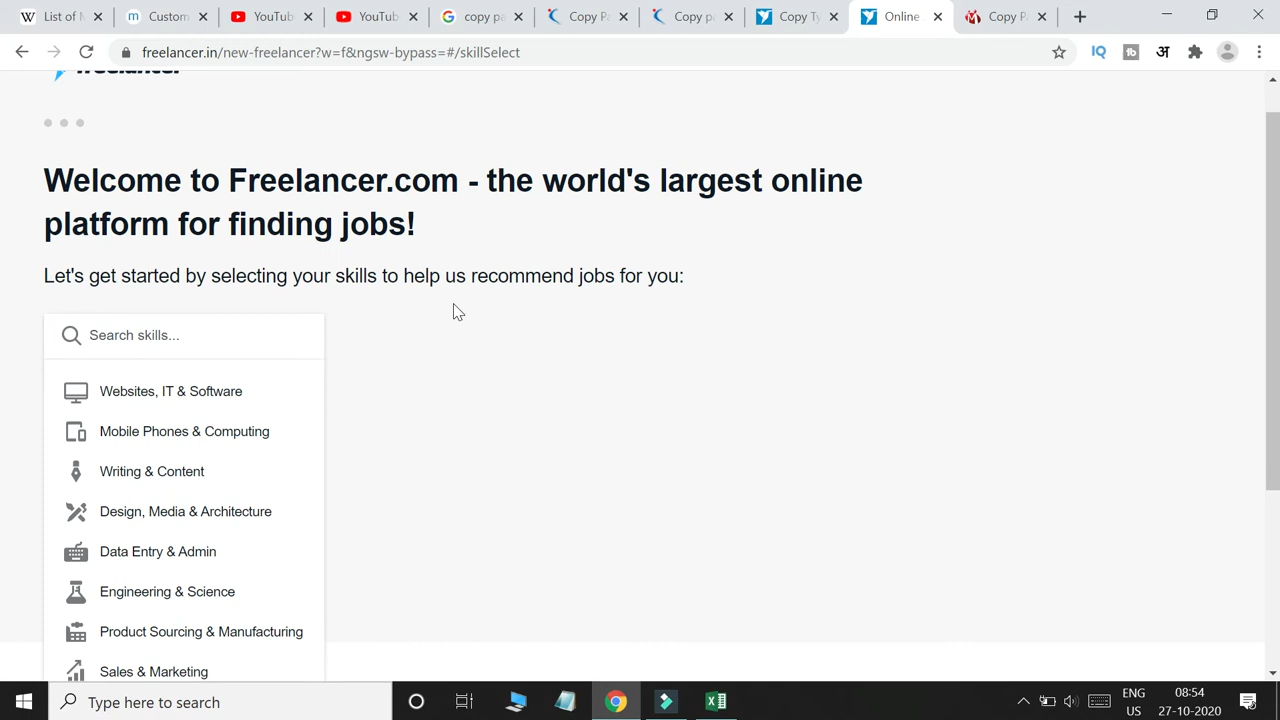 List of M
Custom
YouTub
YouTub
copy pa
Copy Pa
Copy pa
Copy Ty
Online
Copy P
freelancer.in/new-freelancer?w=f&ngsw-bypass=#/skillSelect
IQ
tb
अ
freelancer
Welcome to Freelancer.com - the world's largest online
platform for finding jobs!
Let's get started by selecting your skills to help us recommend jobs for you:
Search skills...
Websites, IT & Software
Mobile Phones & Computing
Writing & Content
Design, Media & Architecture
Data Entry & Admin
Engineering & Science
Product Sourcing & Manufacturing
Sales & Marketing
Type here to search
ENG
US
08:54
27-10-2020